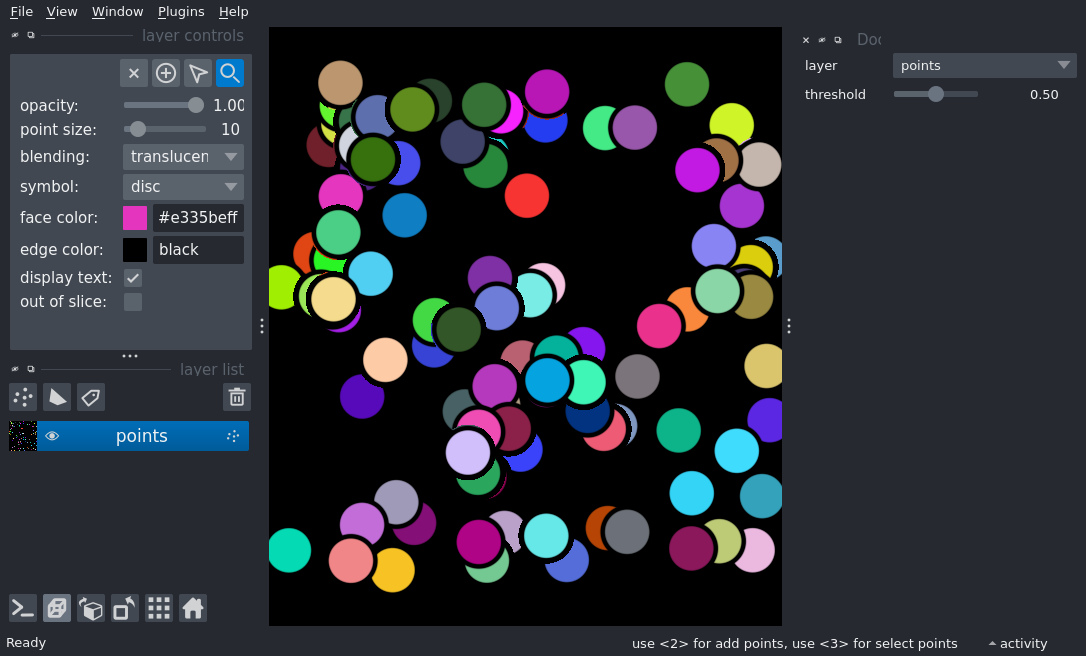 File View Window Plugins Help
layer controls
opacity: 1.00
point size: 10
blending: translucen
symbol: disc
face color: #e335beff
edge color: black
display text:
out of slice:
layer list
points
Ready
Doc
layer points
threshold 0.50
use <2> for add points, use <3> for select points
activity